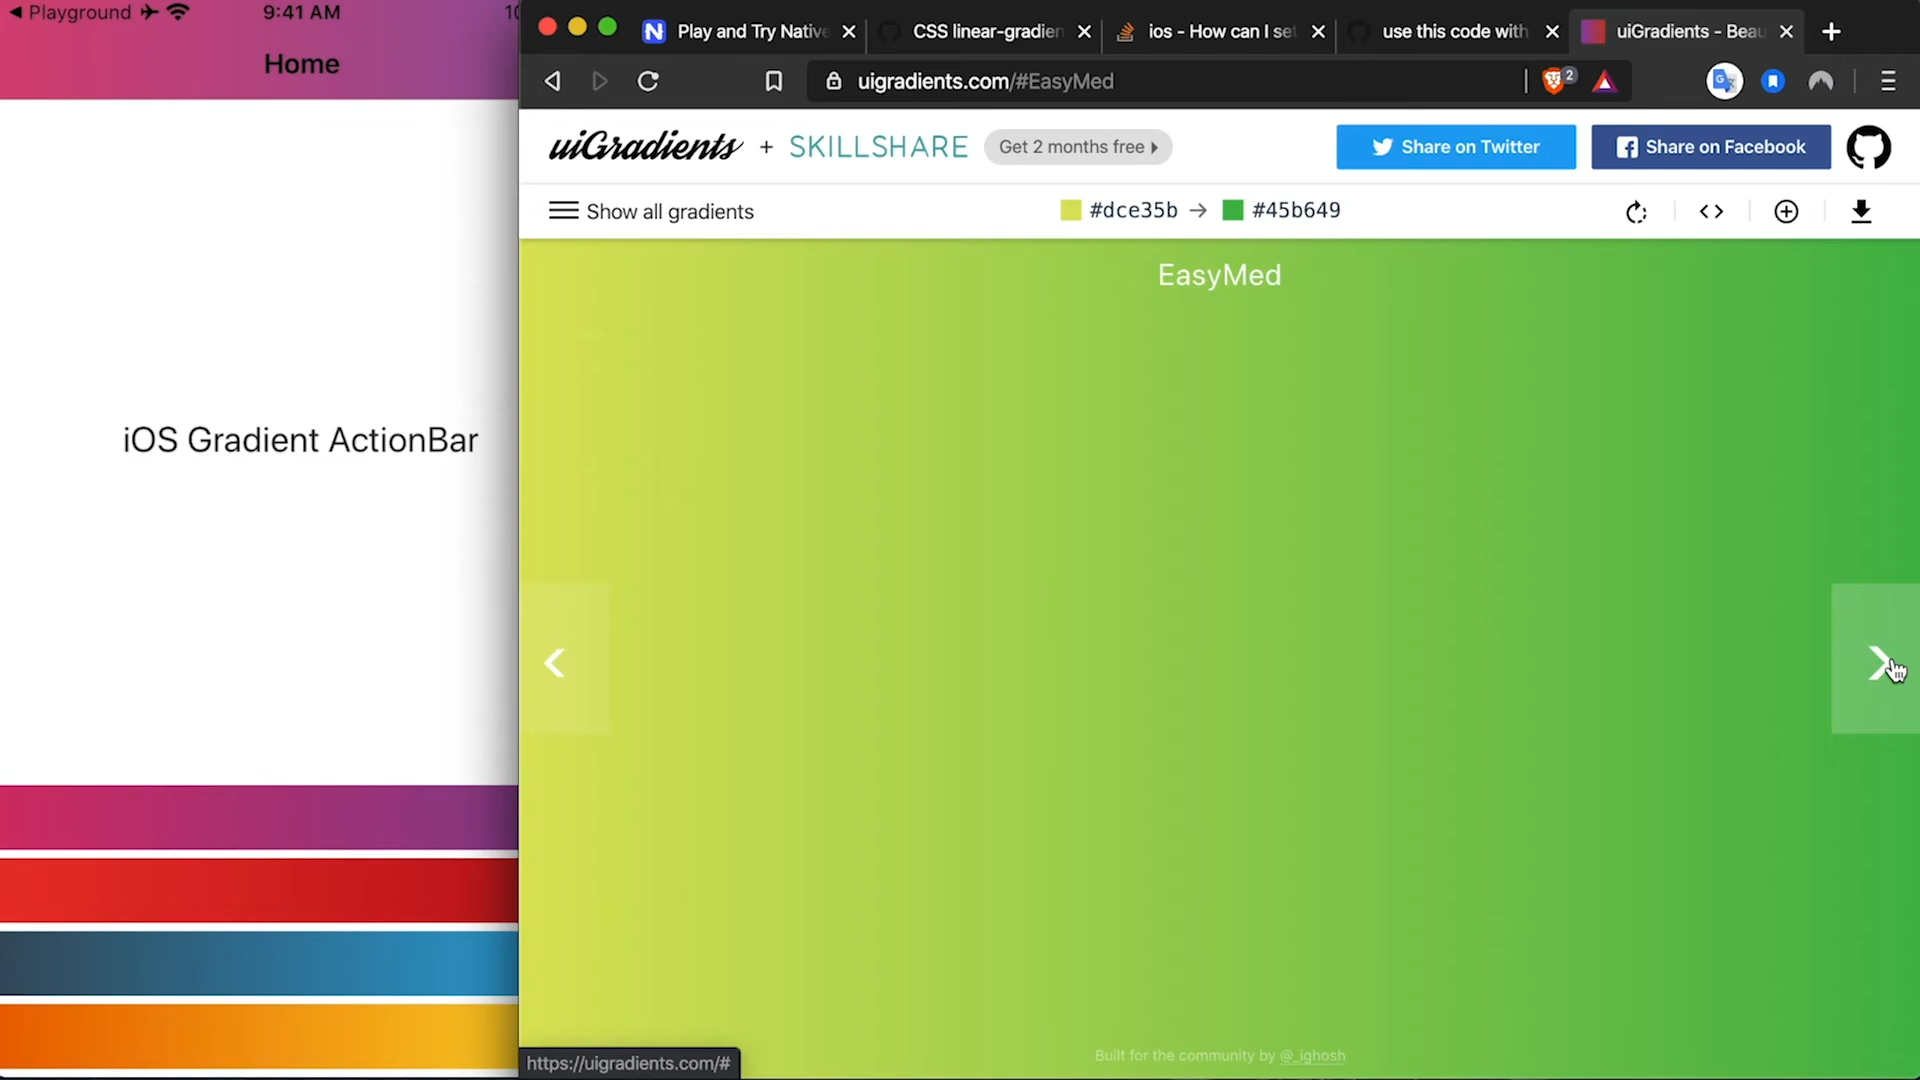 Playground
9:41 AM
Home
iOS Gradient ActionBar
Play and Try Native
CSS linear-gradien
ios - How can I set
use this code with
uiGradients - Beau
uigradients.com/#EasyMed
2
uiGradients + SKILLSHARE
Get 2 months free
Share on Twitter
Share on Facebook
Show all gradients
#dce35b → #45b649
EasyMed
Built for the community by @_ighosh
https://uigradients.com/#